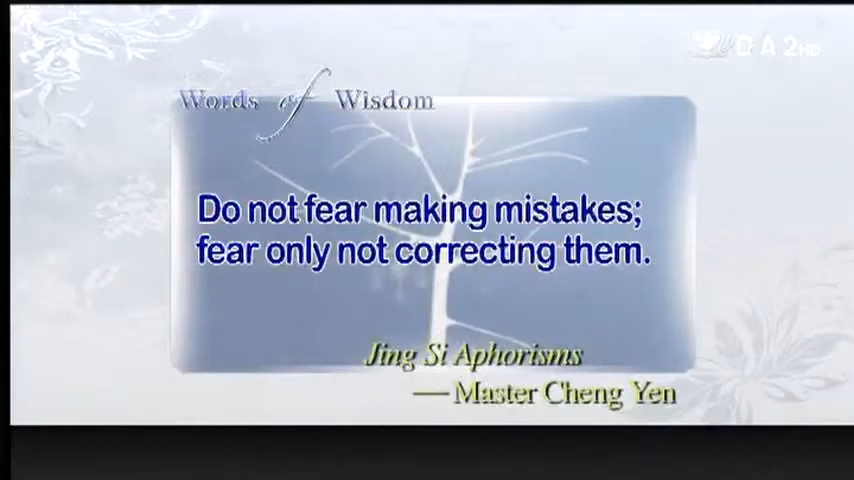 DA2HD
Words of Wisdom
Do not fear making mistakes;
fear only not correcting them.
Jing Si Aphorisms
— Master Cheng Yen